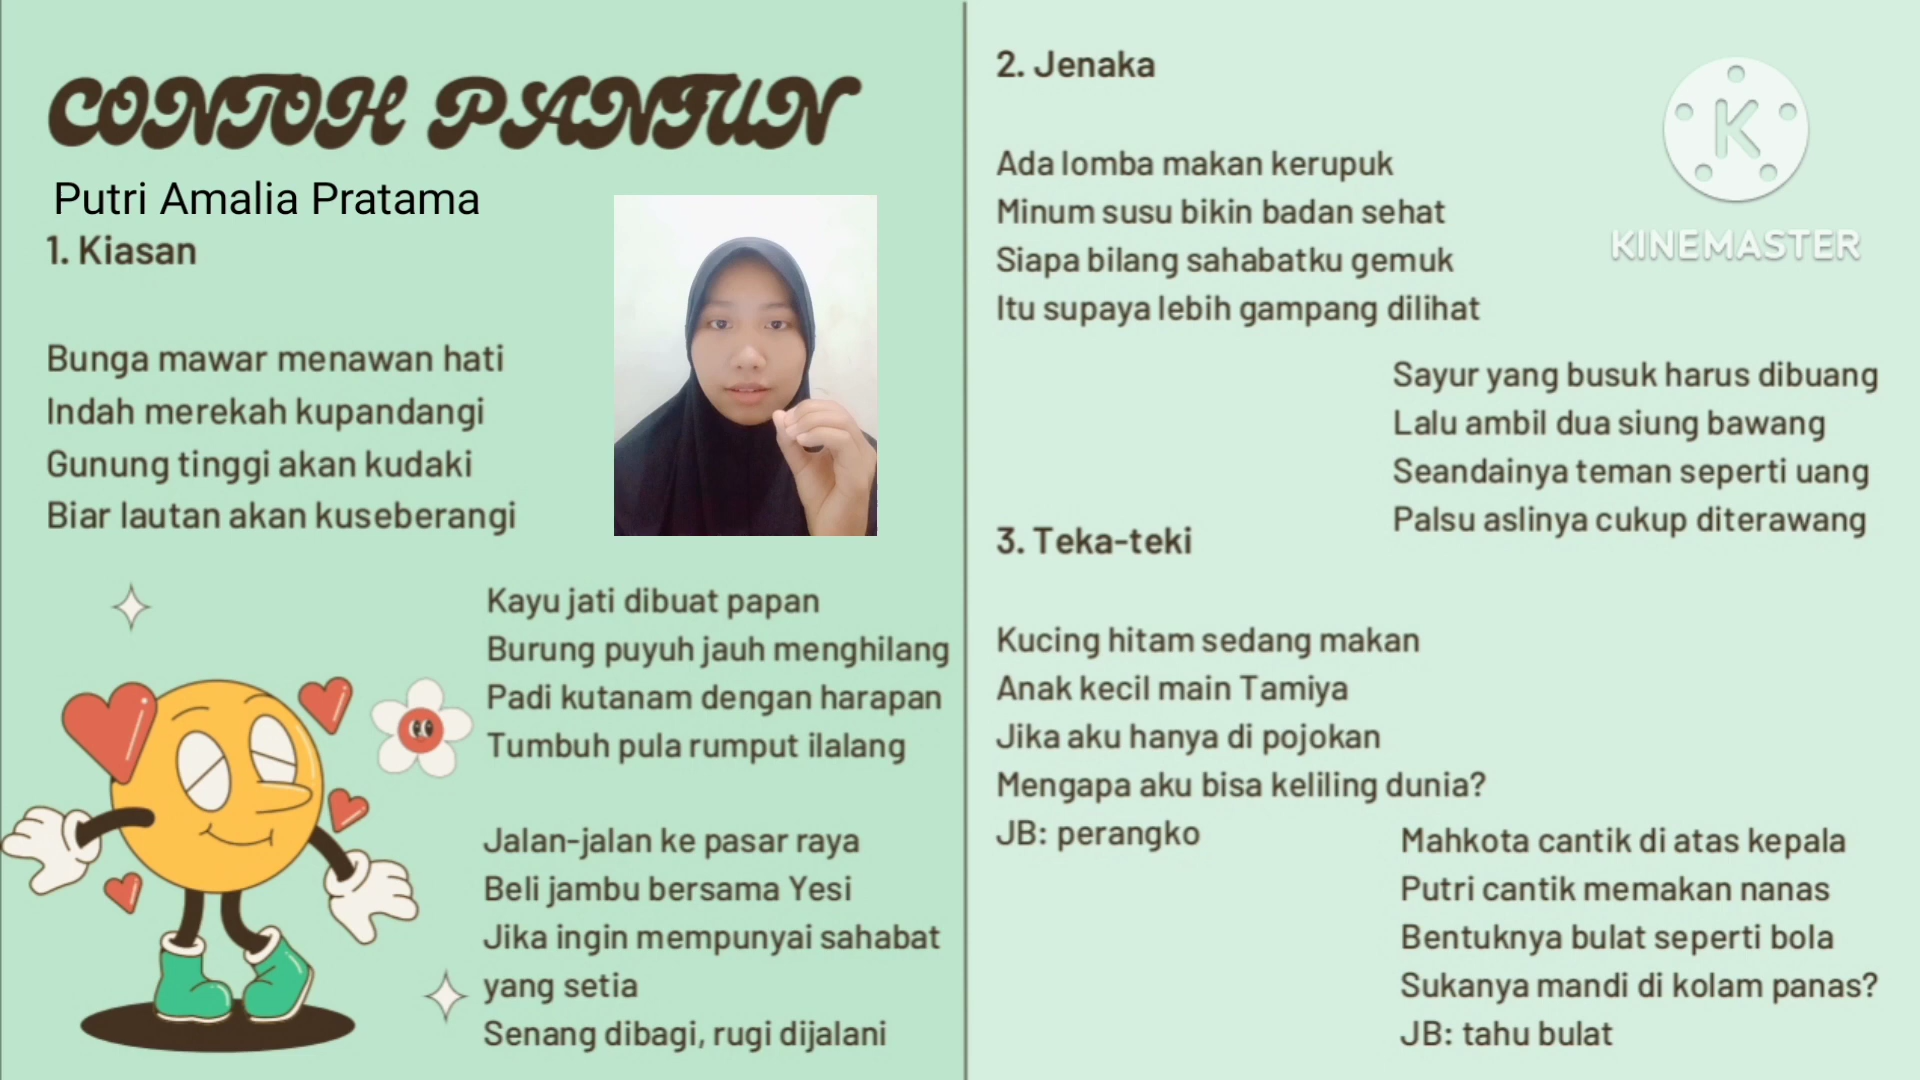 CONTOH PANTUN
Putri Amalia Pratama
1. Kiasan
Bunga mawar menawan hati
Indah merekah kupandangi
Gunung tinggi akan kudaki
Biar lautan akan kuseberangi
Kayu jati dibuat papan
Burung puyuh jauh menghilang
Padi kutanam dengan harapan
Tumbuh pula rumput ilalang
Jalan-jalan ke pasar raya
Beli jambu bersama Yesi
Jika ingin mempunyai sahabat
yang setia
Senang dibagi, rugi dijalani
2. Jenaka
Ada lomba makan kerupuk
Minum susu bikin badan sehat
Siapa bilang sahabatku gemuk
Itu supaya lebih gampang dilihat
Sayur yang busuk harus dibuang
Lalu ambil dua siung bawang
Seandainya teman seperti uang
Palsu aslinya cukup diterawang
3. Teka-teki
Kucing hitam sedang makan
Anak kecil main Tamiya
Jika aku hanya di pojokan
Mengapa aku bisa keliling dunia?
JB: perangko
Mahkota cantik di atas kepala
Putri cantik memakan nanas
Bentuknya bulat seperti bola
Sukanya mandi di kolam panas?
JB: tahu bulat
K
KINEMASTER